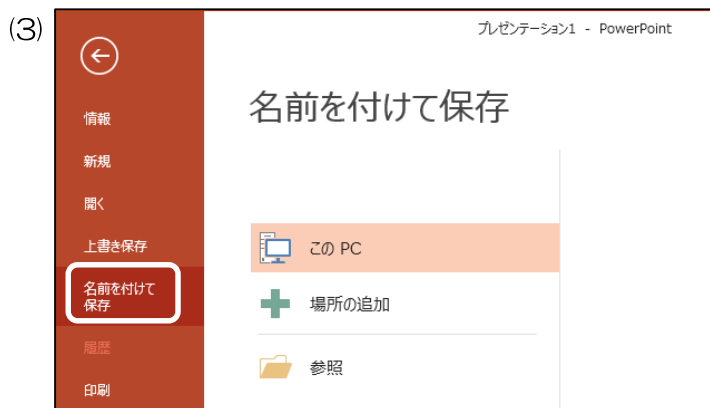 (3)
プレゼンテーション1 - PowerPoint
名前を付けて保存
情報
新規
開く
上書き保存
名前を付けて
保存
履歴
印刷
この PC
場所の追加
参照